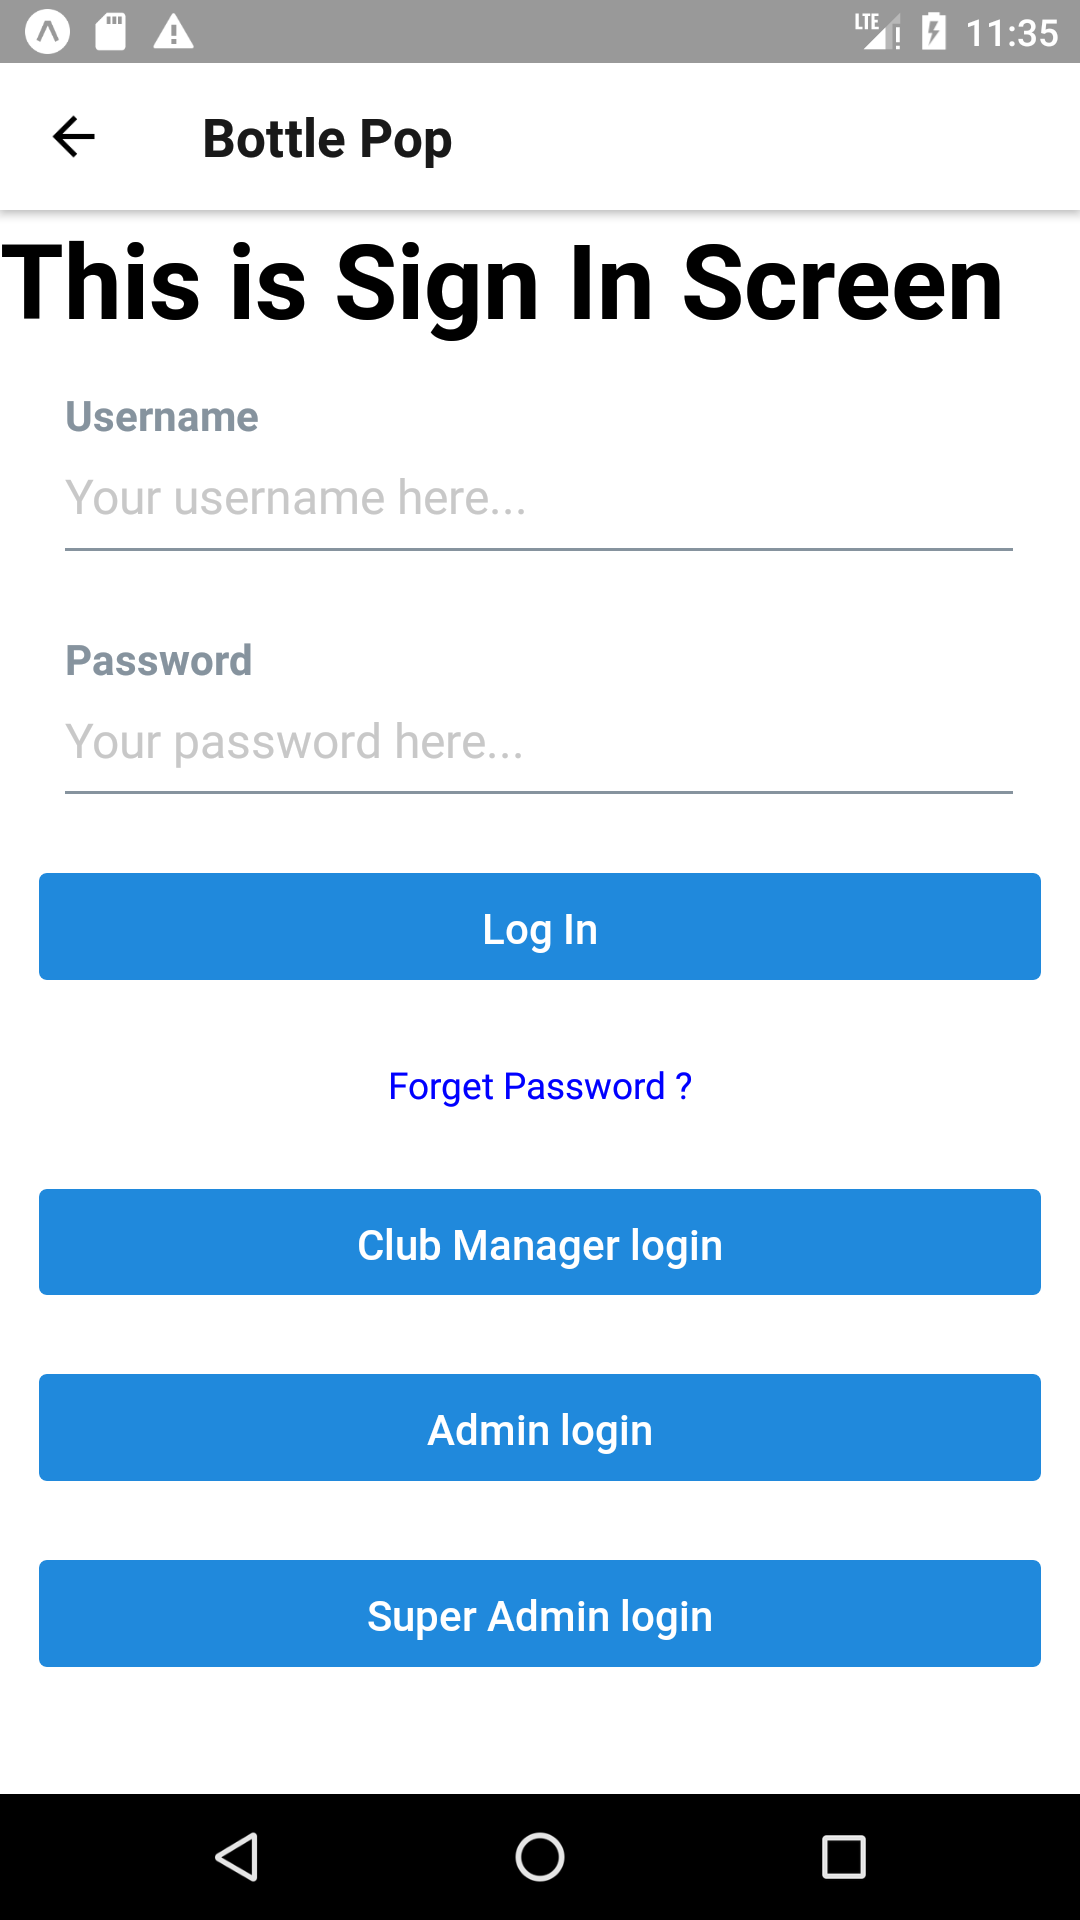 LTE 11:35
Bottle Pop
This is Sign In Screen
Username
Your username here...
Password
Your password here...
Log In
Forget Password ?
Club Manager login
Admin login
Super Admin login